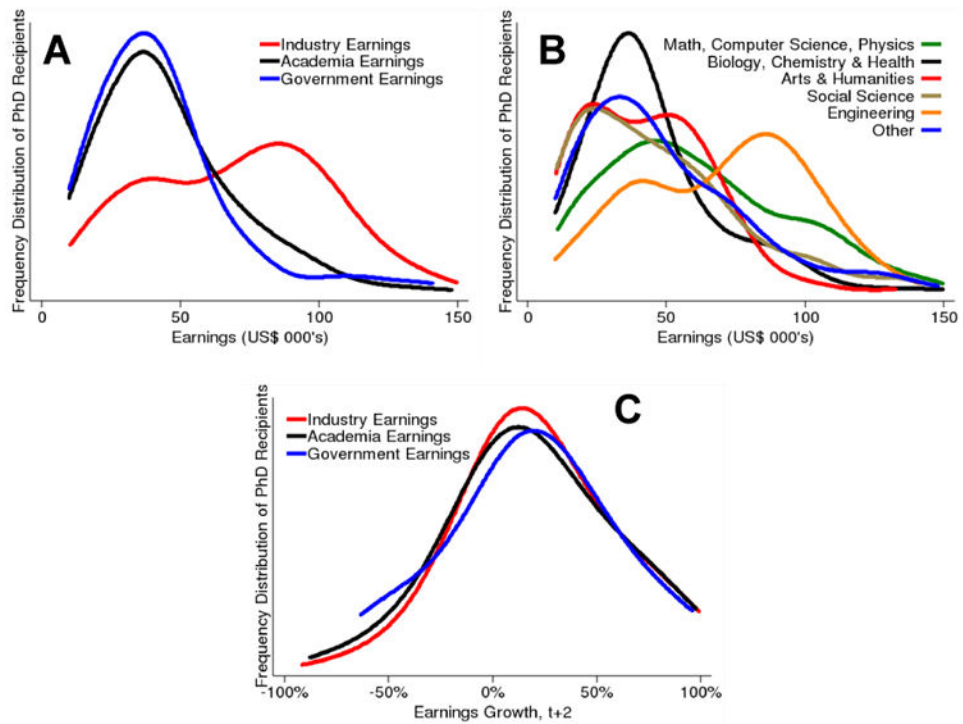 A
Industry Earnings
Academia Earnings
Government Earnings
Frequency Distribution of PhD Recipients
0
50
100
150
Earnings (US$ 000's)
B
Math, Computer Science, Physics
Biology, Chemistry & Health
Arts & Humanities
Social Science
Engineering
Other
Frequency Distribution of PhD Recipients
0
50
100
150
Earnings (US$ 000's)
C
Industry Earnings
Academia Earnings
Government Earnings
Frequency Distribution of PhD Recipients
-100%
-50%
0%
50%
100%
Earnings Growth, t+2